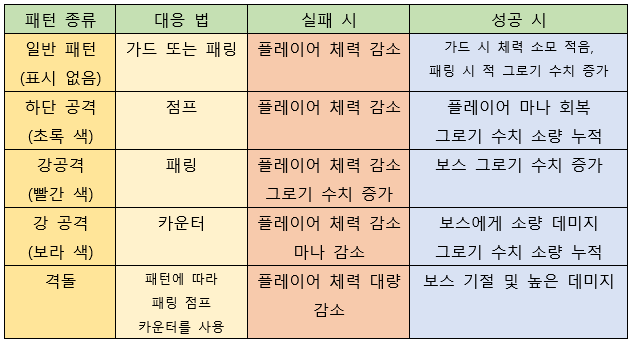 패턴 종류
대응 법
실패 시
성공 시
일반 패턴
(표시 없음)
가드 또는 패링
플레이어 체력 감소
가드 시 체력 소모 적음,
패링 시 적 그로기 수치 증가
하단 공격
(초록 색)
점프
플레이어 체력 감소
플레이어 마나 회복
그로기 수치 소량 누적
강공격
(빨간 색)
패링
플레이어 체력 감소
그로기 수치 증가
보스 그로기 수치 증가
강 공격
(보라 색)
카운터
플레이어 체력 감소
마나 감소
보스에게 소량 데미지
그로기 수치 소량 누적
격돌
패턴에 따라
패링 점프
카운터를 사용
플레이어 체력 대량
감소
보스 기절 및 높은 데미지